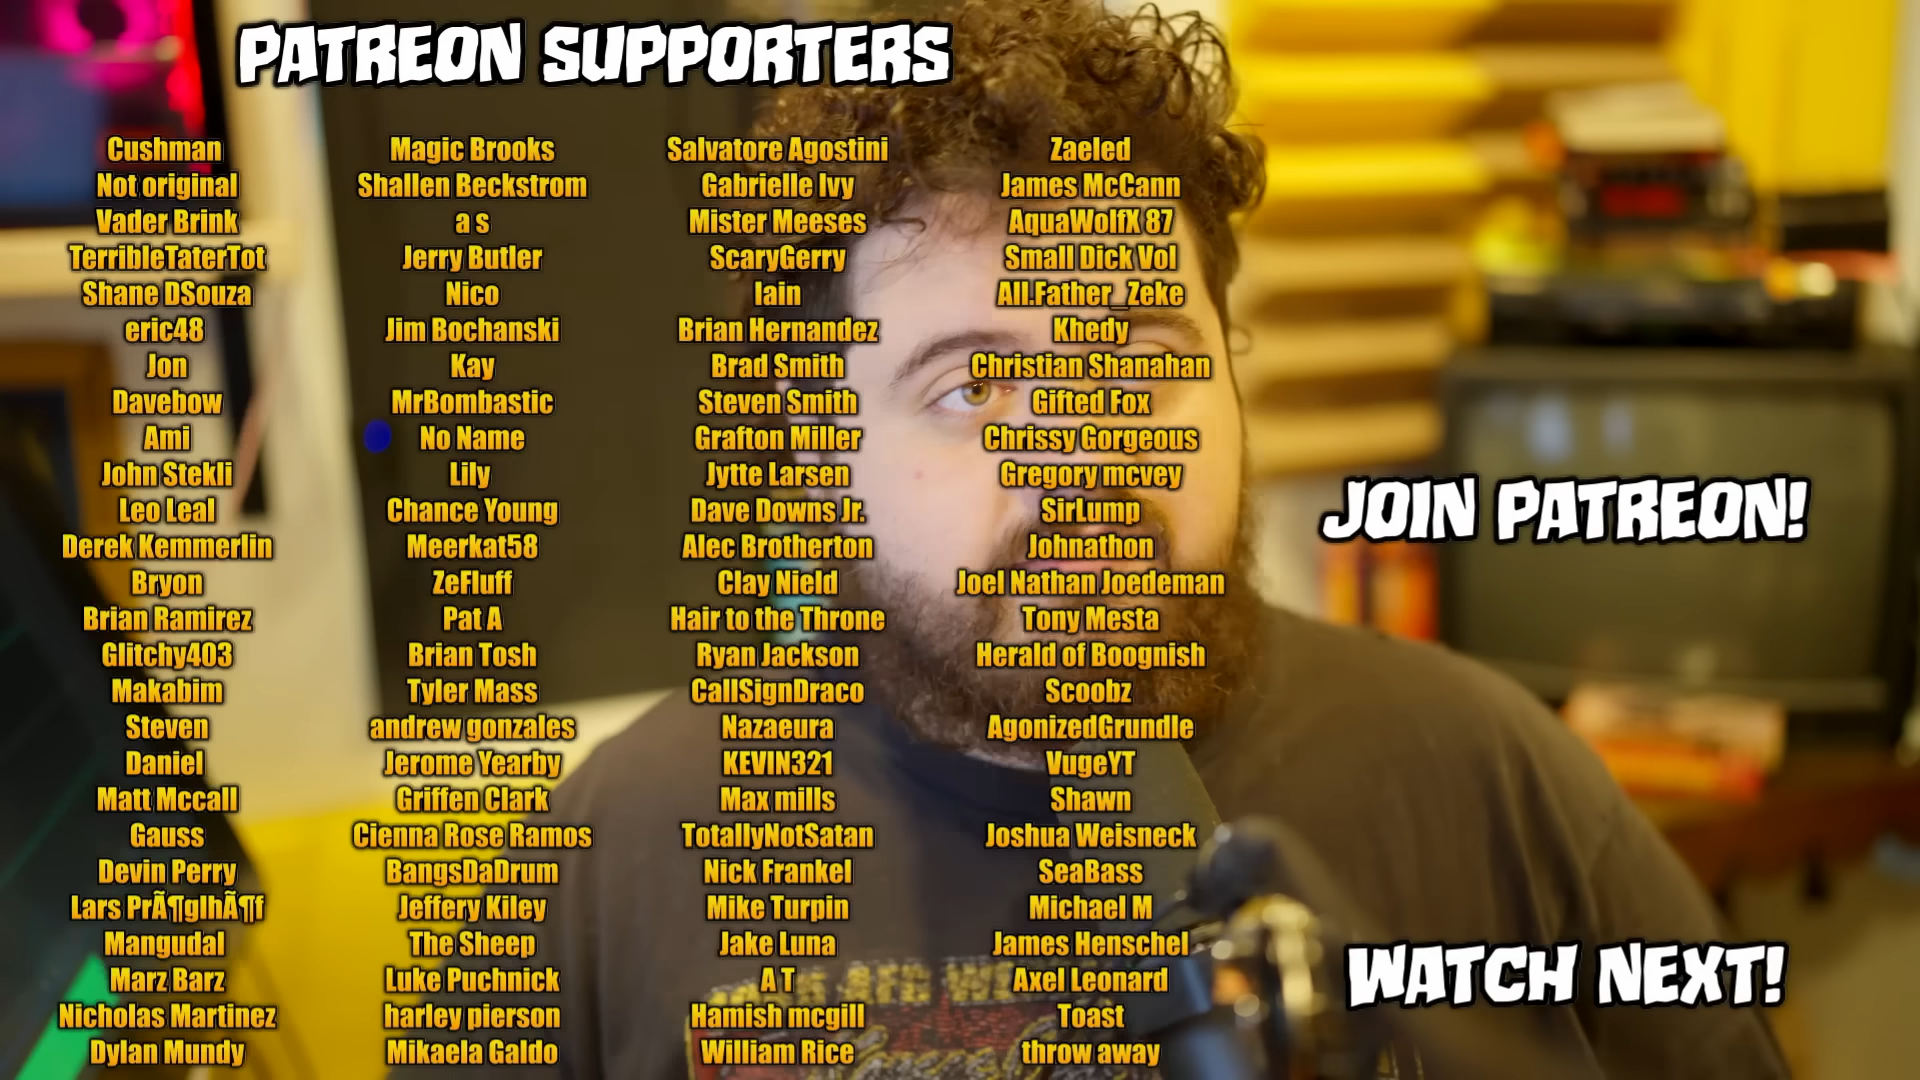 PATREON SUPPORTERS
Cushman
Not original
Vader Brink
TerribleTaterTot
Shane DSouza
eric48
Jon
Davebow
Ami
John Stekli
Leo Leal
Derek Kemmerlin
Bryon
Brian Ramirez
Glitchy403
Makabim
Steven
Daniel
Matt Mccall
Gauss
Devin Perry
Lars PrÃ¶glhÃ¶f
Mangudal
Marz Barz
Nicholas Martinez
Dylan Mundy
Magic Brooks
Shallen Beckstrom
a s
Jerry Butler
Nico
Jim Bochanski
Kay
MrBombastic
No Name
Lily
Chance Young
Meerkat58
ZeFluff
Pat A
Brian Tosh
Tyler Mass
andrew gonzales
Jerome Yearby
Griffen Clark
Cienna Rose Ramos
BangsDaDrum
Jeffery Kiley
The Sheep
Luke Puchnick
harley pierson
Mikaela Galdo
Salvatore Agostini
Gabrielle Ivy
Mister Meeses
ScaryGerry
Iain
Brian Hernandez
Brad Smith
Steven Smith
Grafton Miller
Jytte Larsen
Dave Downs Jr.
Alec Brotherton
Clay Nield
Hair to the Throne
Ryan Jackson
CallSignDraco
Nazaeura
KEVIN321
Max mills
TotallyNotSatan
Nick Frankel
Mike Turpin
Jake Luna
A T
Hamish mcgill
William Rice
Zaeled
James McCann
AquaWolfX 87
Small Dick Vol
All.Father_Zeke
Khedy
Christian Shanahan
Gifted Fox
Chrissy Gorgeous
Gregory mcvey
SirLump
Johnathon
Joel Nathan Joedeman
Tony Mesta
Herald of Boognish
Scoobz
AgonizedGrundle
VugeYT
Shawn
Joshua Weisneck
SeaBass
Michael M
James Henschel
Axel Leonard
Toast
throw away
JOIN PATREON!
WATCH NEXT!